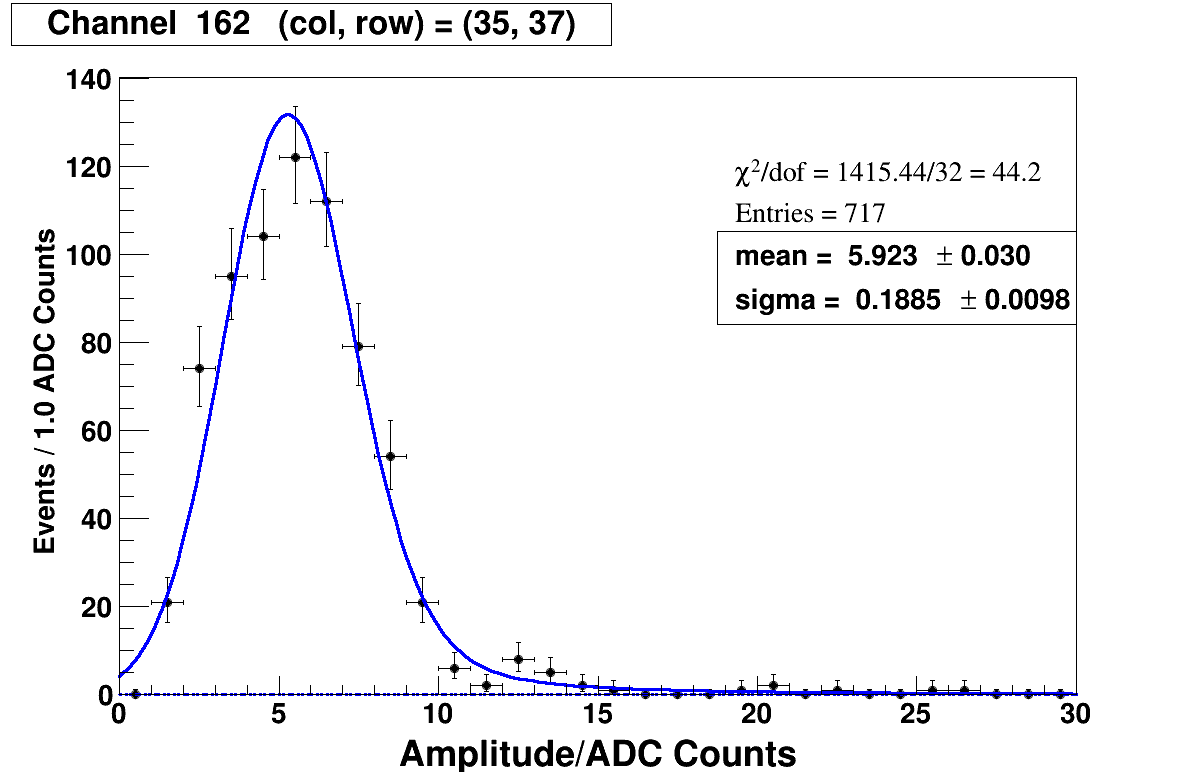 Channel 162 (col, row) = (35, 37)
140
120
100
80
60
40
20
0
Events / 1.0 ADC Counts
χ²/dof = 1415.44/32 = 44.2
Entries = 717
mean = 5.923 ± 0.030
sigma = 0.1885 ± 0.0098
0 5 10 15 20 25 30
Amplitude/ADC Counts